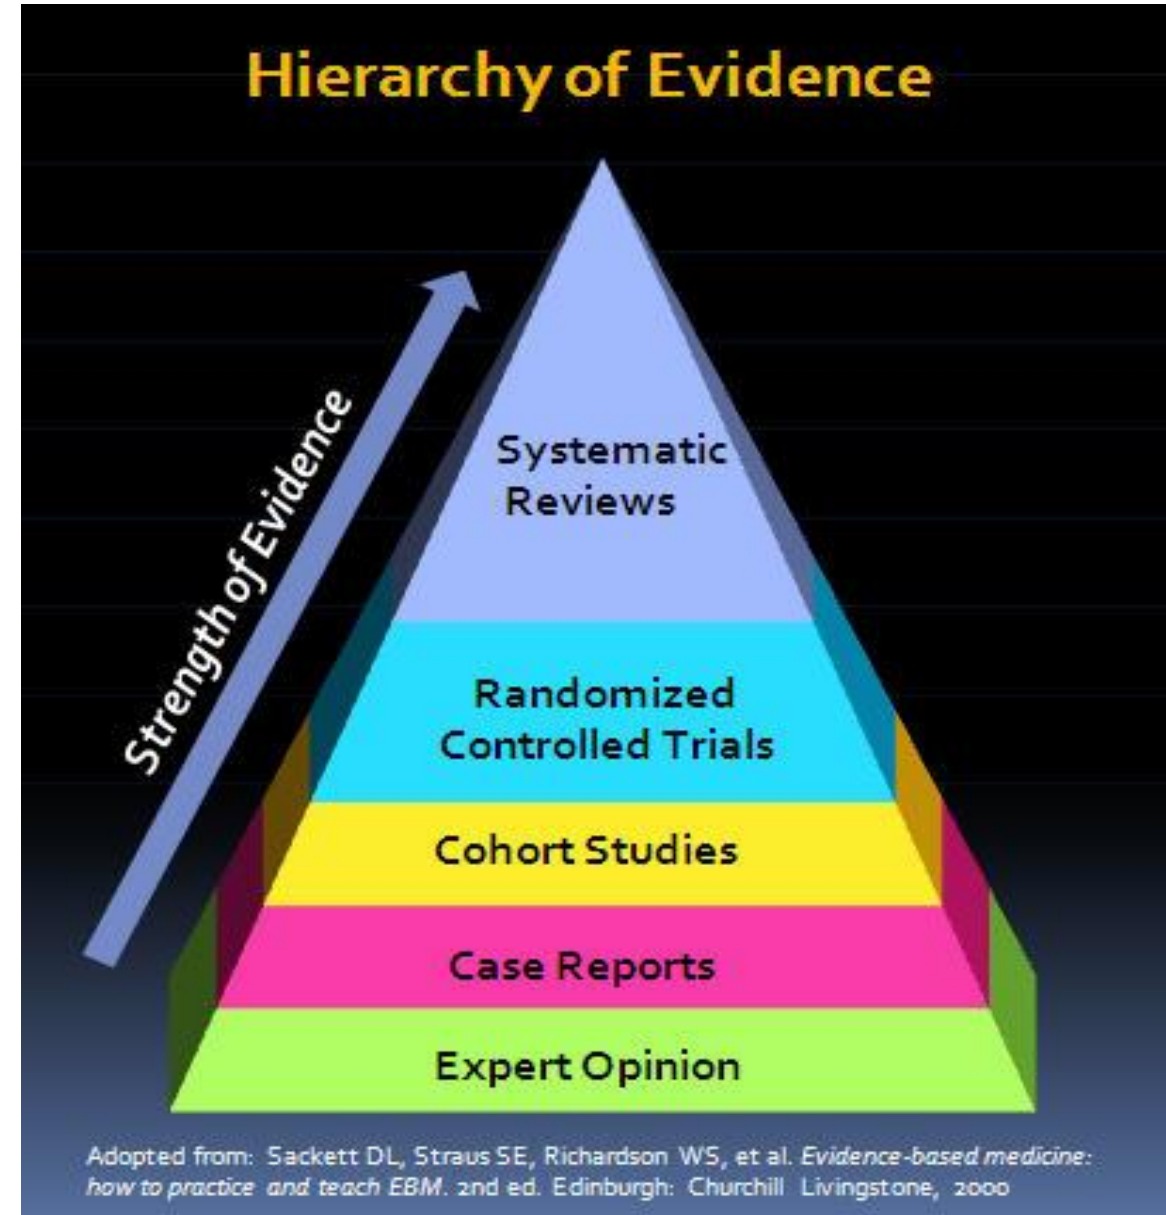 Hierarchy of Evidence
Strength of Evidence
Systematic
Reviews
Randomized
Controlled Trials
Cohort Studies
Case Reports
Expert Opinion
Adopted from: Sackett DL, Straus SE, Richardson WS, et al. Evidence-based medicine:
how to practice and teach EBM. 2nd ed. Edinburgh: Churchill Livingstone, 2000